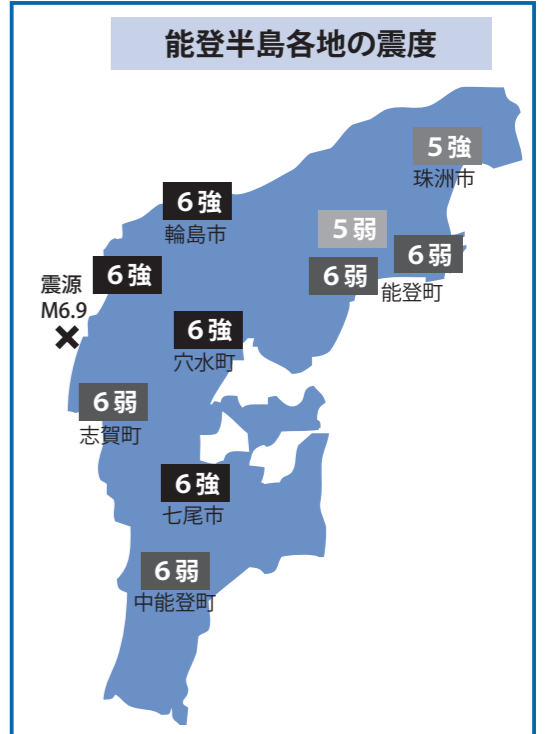 能登半島各地の震度
5強
珠洲市
6強
輪島市
5弱
6弱
6弱
能登町
6強
震源
M6.9
6強
穴水町
6弱
志賀町
6強
七尾市
6弱
中能登町